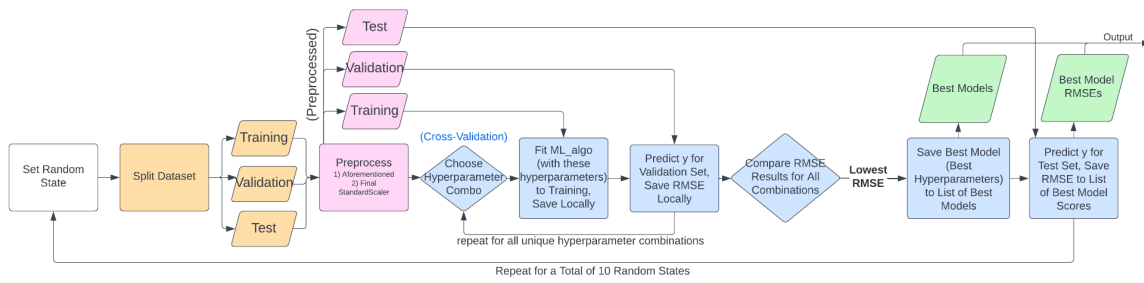 Set Random
State
Split Dataset
Training
Validation
Test
(Preprocessed)
Test
Validation
Training
Preprocess
1) Aforementioned
2) Final
StandardScaler
(Cross-Validation)
Choose
Hyperparameter
Combo
Fit ML_algo
(with these
hyperparameters)
to Training,
Save Locally
Predict y for
Validation Set,
Save RMSE
Locally
repeat for all unique hyperparameter combinations
Compare RMSE
Results for All
Combinations
Lowest
RMSE
Save Best Model
(Best
Hyperparameters)
to List of Best
Models
Predict y for
Test Set, Save
RMSE to List
of Best Model
Scores
Best Models
Best Model
RMSEs
Output
Repeat for a Total of 10 Random States